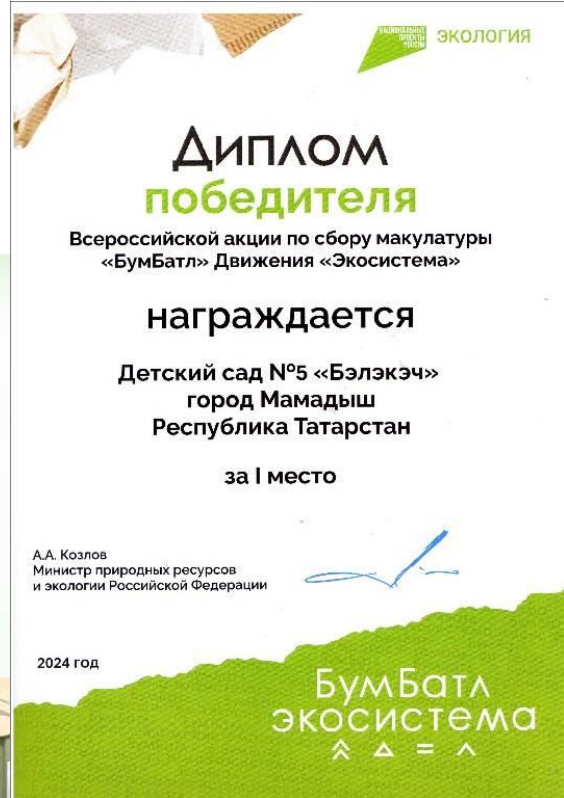 НАЦИОНАЛЬНЫЕ
ПРОЕКТЫ
РОССИИ
ЭКОЛОГИЯ
Диплом
победителя
Всероссийской акции по сбору макулатуры
«БумБатл» Движения «Экосистема»
награждается
Детский сад №5 «Бэлэкэч»
город Мамадыш
Республика Татарстан
за I место
А.А. Козлов
Министр природных ресурсов
и экологии Российской Федерации
2024 год
БумБатл
экосистема